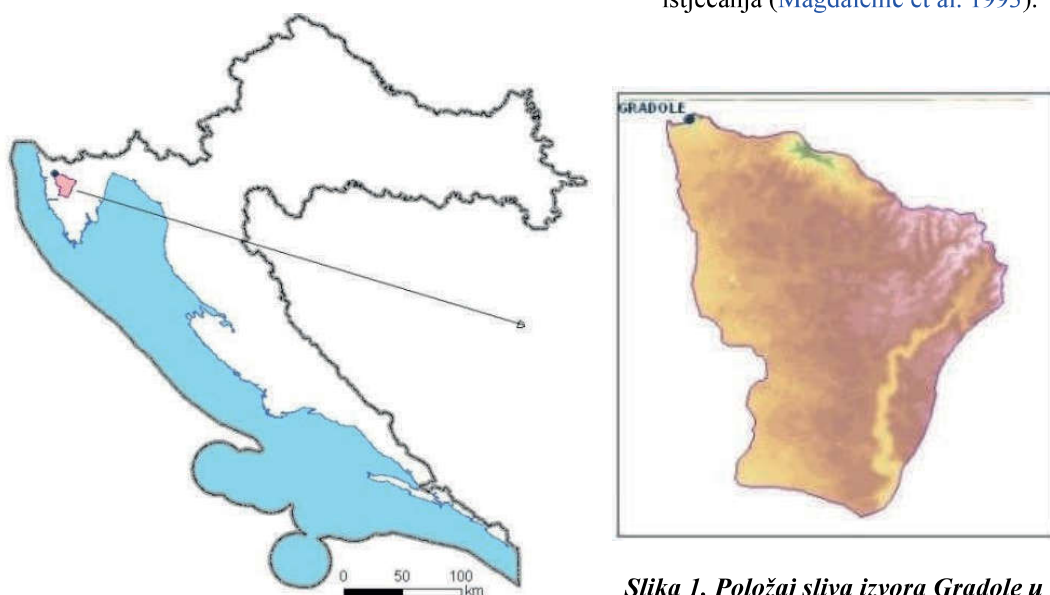 istjecanja (Magdalenić et al. 1995).
GRADOLE
0 50 100
km
Slika 1. Položaj sliva izvora Gradole u